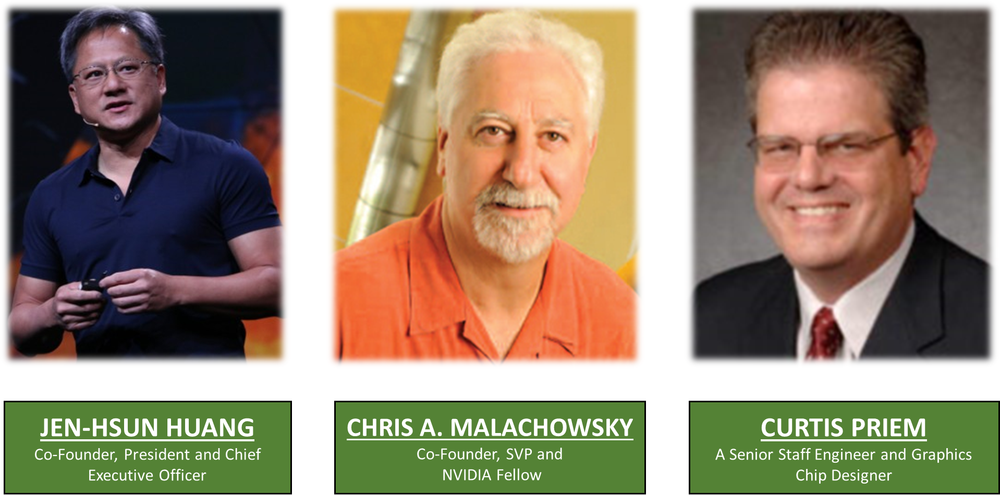 JEN-HSUN HUANG
Co-Founder, President and Chief
Executive Officer
CHRIS A. MALACHOWSKY
Co-Founder, SVP and
NVIDIA Fellow
CURTIS PRIEM
A Senior Staff Engineer and Graphics
Chip Designer